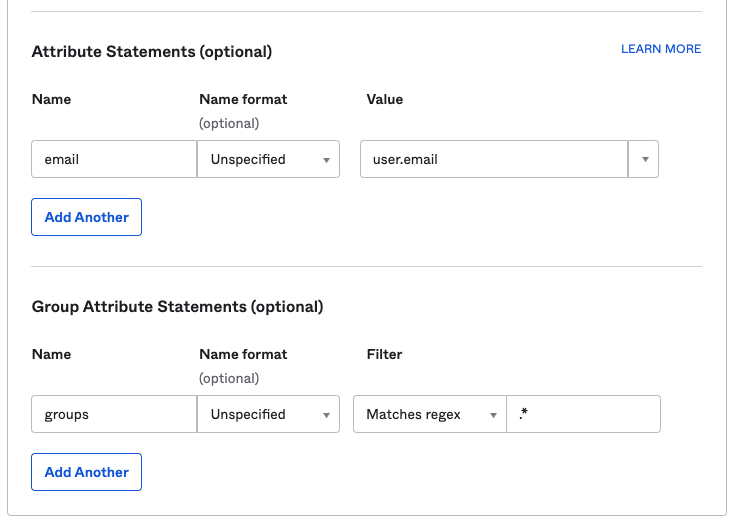 Attribute Statements (optional) LEARN MORE
Name Name format Value
(optional)
email Unspecified user.email
Add Another
Group Attribute Statements (optional)
Name Name format Filter
(optional)
groups Unspecified Matches regex .*
Add Another